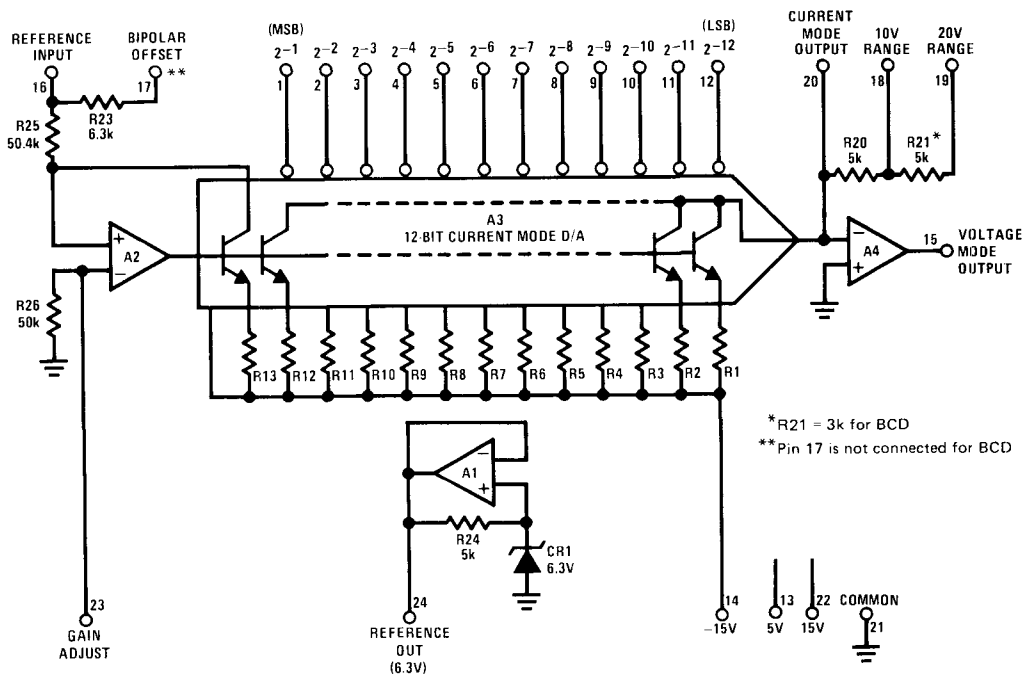 REFERENCE INPUT
16
BIPOLAR OFFSET
17
**
R23
6.3k
R25
50.4k
(MSB)
2⁻¹ 2⁻² 2⁻³ 2⁻⁴ 2⁻⁵ 2⁻⁶ 2⁻⁷ 2⁻⁸ 2⁻⁹ 2⁻¹⁰ 2⁻¹¹ 2⁻¹²
(LSB)
1 2 3 4 5 6 7 8 9 10 11 12
CURRENT MODE OUTPUT
20
10V RANGE
18
20V RANGE
19
R20
5k
R21*
5k
A3
12-BIT CURRENT MODE D/A
+
A2
−
R26
50k
−
A4
+
15
VOLTAGE MODE OUTPUT
R13 R12 R11 R10 R9 R8 R7 R6 R5 R4 R3 R2 R1
*R21 = 3k for BCD
**Pin 17 is not connected for BCD
−
A1
+
R24
5k
CR1
6.3V
23
GAIN ADJUST
24
REFERENCE OUT
(6.3V)
14
−15V
13
5V
22
15V
COMMON
21